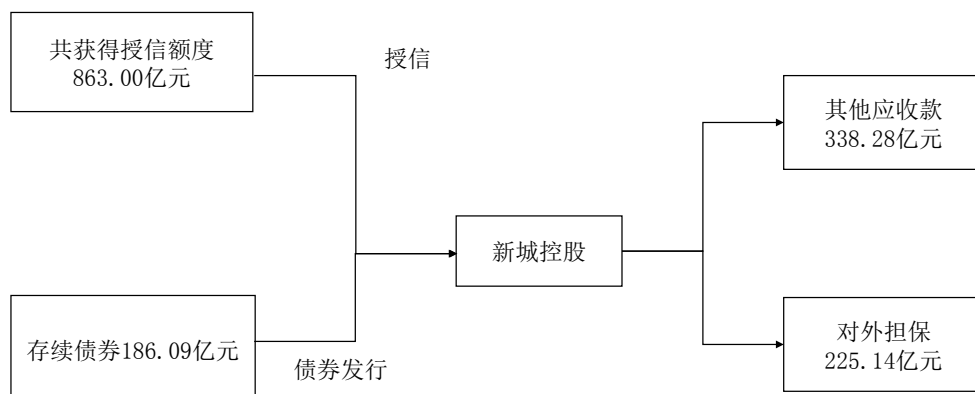 共获得授信额度
863.00亿元
授信
其他应收款
338.28亿元
新城控股
存续债券186.09亿元
债券发行
对外担保
225.14亿元